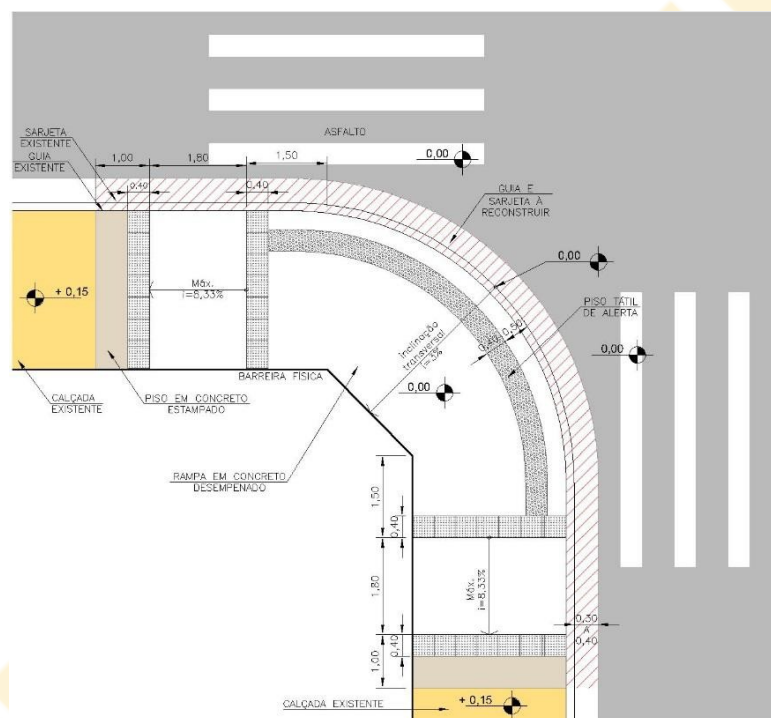 SARJETA
EXISTENTE
GUIA
EXISTENTE
1,00
1,80
1,50
ASFALTO
0,00
0,40
0,40
GUIA E
SARJETA À
RECONSTRUIR
0,00
+ 0,15
Máx.
i=8,33%
PISO TÁTIL
DE ALERTA
inclinação
transversal
i=3%
0,40
0,50
0,00
BARREIRA FÍSICA
0,00
CALÇADA
EXISTENTE
PISO EM CONCRETO
ESTAMPADO
RAMPA EM CONCRETO
DESEMPENADO
1,50
0,40
1,80
Máx.
i=8,33%
0,40
1,00
0,30
A
0,40
CALÇADA EXISTENTE
+ 0,15